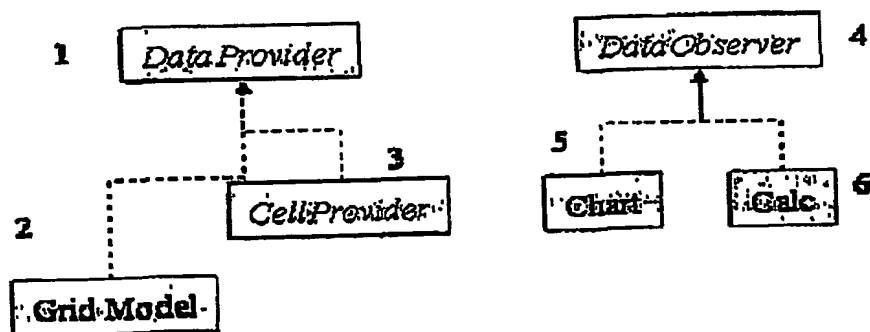 1
DataProvider
DataObserver
4
5
3
CellProvider
Chart
Calc
6
2
Grid Model